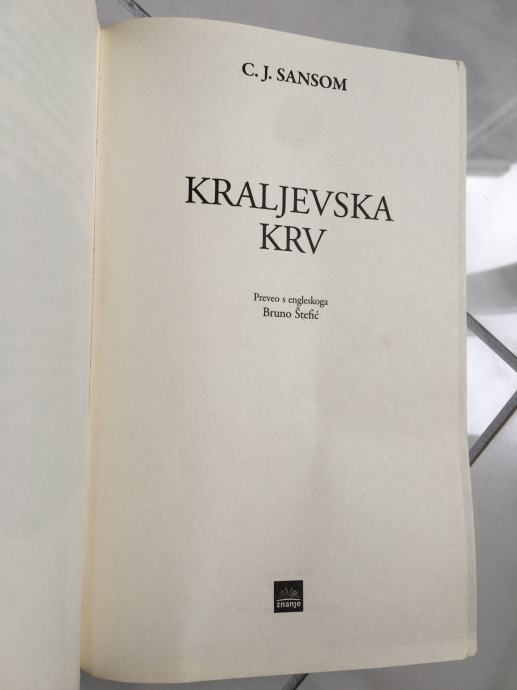 C. J. SANSOM
KRALJEVSKA
KRV
Preveo s engleskoga
Bruno Štefić
znanje